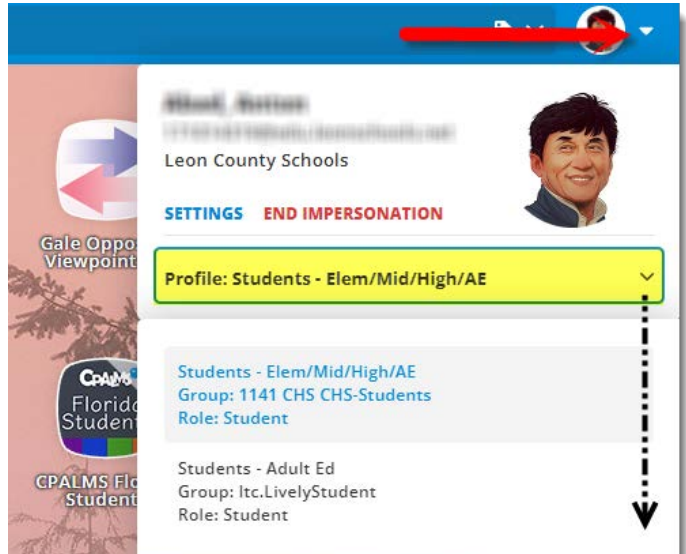 Leon County Schools
SETTINGS END IMPERSONATION
Gale Oppo
Viewpoint
Profile: Students - Elem/Mid/High/AE
Students - Elem/Mid/High/AE
Group: 1141 CHS CHS-Students
Role: Student
CPALMS
Florida
Student
CPALMS Flo
Student
Students - Adult Ed
Group: ltc.LivelyStudent
Role: Student